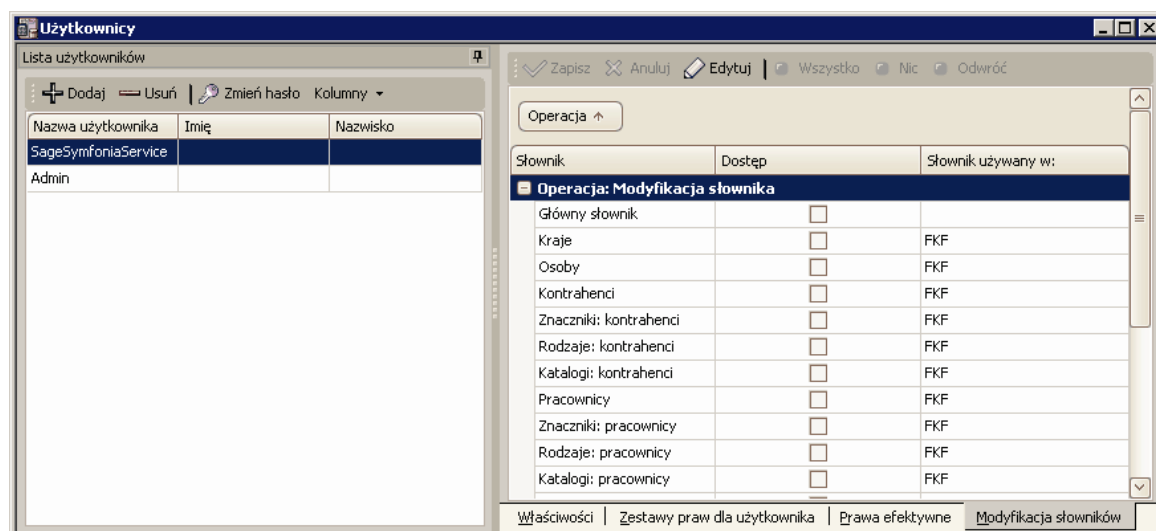 Użytkownicy
Lista użytkowników
Dodaj Usuń Zmień hasło Kolumny
Nazwa użytkownika Imię Nazwisko
SageSymfoniaService
Admin
Zapisz Anuluj Edytuj Wszystko Nic Odwróć
Operacja
Słownik Dostęp Słownik używany w:
Operacja: Modyfikacja słownika
Główny słownik
Kraje FKF
Osoby FKF
Kontrahenci FKF
Znaczniki: kontrahenci FKF
Rodzaje: kontrahenci FKF
Katalogi: kontrahenci FKF
Pracownicy FKF
Znaczniki: pracownicy FKF
Rodzaje: pracownicy FKF
Katalogi: pracownicy FKF
Właściwości Zestawy praw dla użytkownika Prawa efektywne Modyfikacja słowników